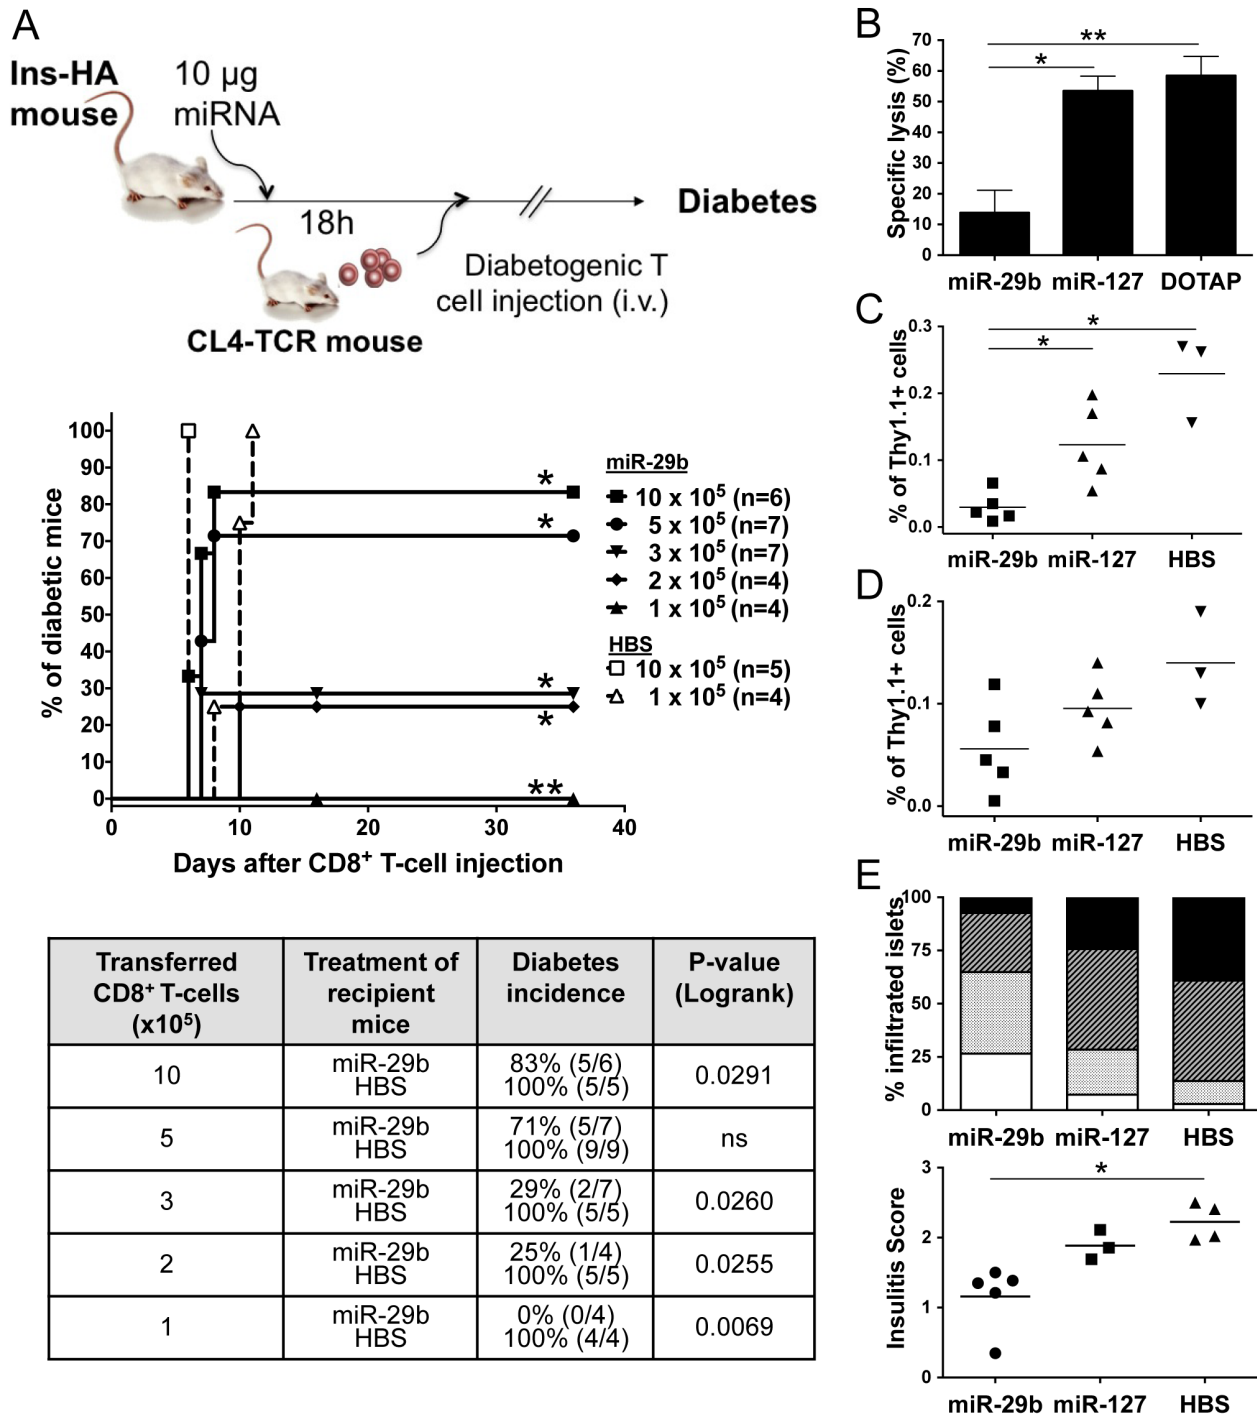 A
Ins-HA
mouse
10 µg
miRNA
18h
Diabetes
Diabetogenic T
cell injection (i.v.)
CL4-TCR mouse
% of diabetic mice
100
90
80
70
60
50
40
30
20
10
0
*
*
*
*
**
0
10
20
30
40
Days after CD8+ T-cell injection
miR-29b
10 x 10⁵ (n=6)
5 x 10⁵ (n=7)
3 x 10⁵ (n=7)
2 x 10⁵ (n=4)
1 x 10⁵ (n=4)
HBS
10 x 10⁵ (n=5)
1 x 10⁵ (n=4)
Transferred
CD8+ T-cells
(x10⁵)
Treatment of
recipient
mice
Diabetes
incidence
P-value
(Logrank)
10
miR-29b
HBS
83% (5/6)
100% (5/5)
0.0291
5
miR-29b
HBS
71% (5/7)
100% (9/9)
ns
3
miR-29b
HBS
29% (2/7)
100% (5/5)
0.0260
2
miR-29b
HBS
25% (1/4)
100% (5/5)
0.0255
1
miR-29b
HBS
0% (0/4)
100% (4/4)
0.0069
B
Specific lysis (%)
70
60
50
40
30
20
10
0
**
*
miR-29b miR-127 DOTAP
C
% of Thy1.1+ cells
0.3
0.2
0.1
0.0
*
*
miR-29b miR-127 HBS
D
% of Thy1.1+ cells
0.2
0.1
0.0
miR-29b miR-127 HBS
E
% infiltrated islets
100
75
50
25
0
miR-29b miR-127 HBS
Insulitis Score
3
2
1
0
*
miR-29b miR-127 HBS